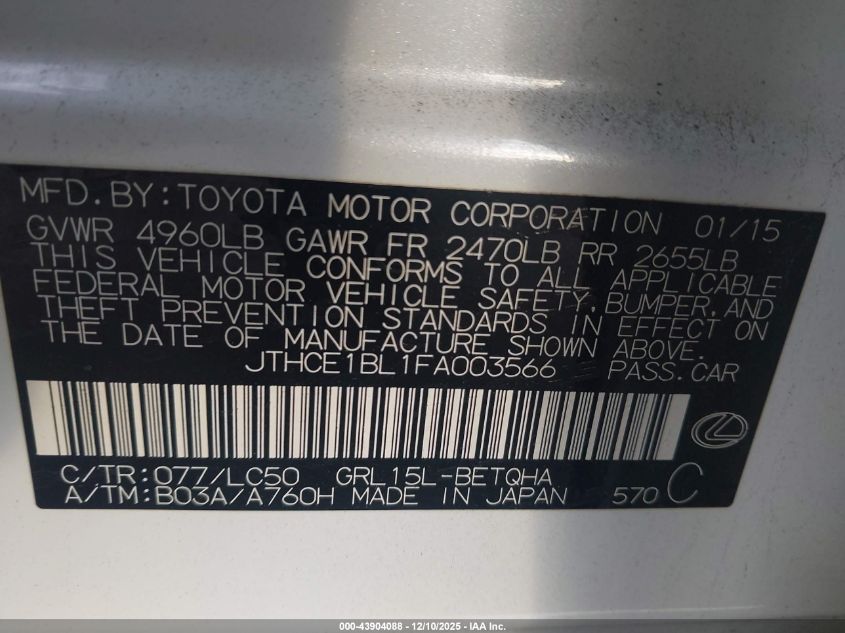 MFD. BY: TOYOTA MOTOR CORPORATION 01/15
GVWR 4960LB GAWR FR 2470LB RR 2655LB
THIS VEHICLE CONFORMS TO ALL APPLICABLE
FEDERAL MOTOR VEHICLE SAFETY, BUMPER, AND
THEFT PREVENTION STANDARDS IN EFFECT ON
THE DATE OF MANUFACTURE SHOWN ABOVE.
JTHCE1BL1FA003566 PASS.CAR
C/TR: 077/LC50 GRL15L-BETQHA
A/TM: B03A/A760H MADE IN JAPAN 570 C
000-43904088 - 12/10/2025 - IAA Inc.